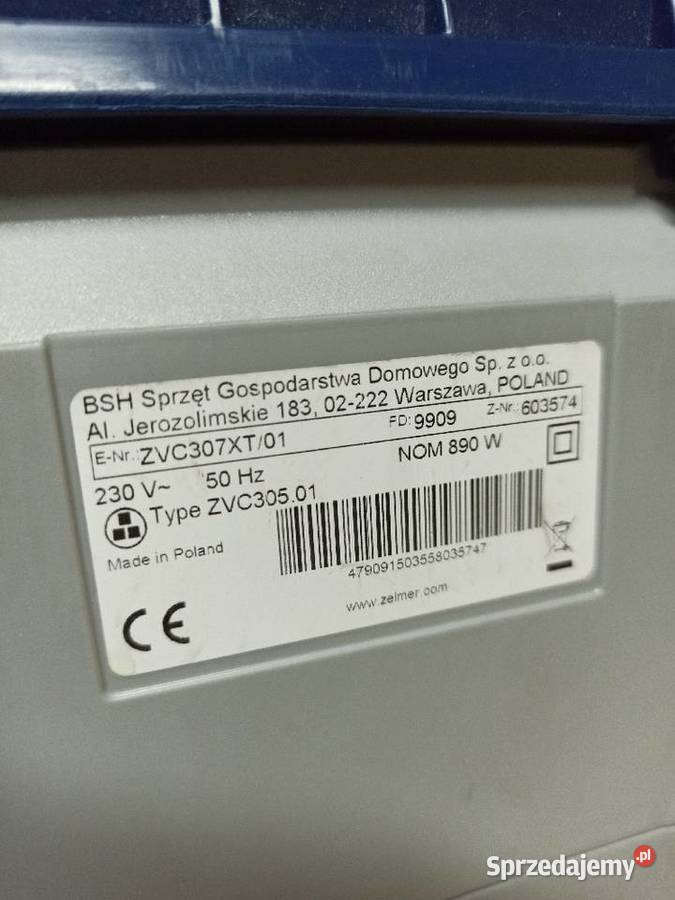 BSH Sprzęt Gospodarstwa Domowego Sp. z o.o.
Al. Jerozolimskie 183, 02-222 Warszawa, POLAND
E-Nr.: ZVC307XT/01 FD: 9909 Z-Nr.: 603574
230 V~ 50 Hz NOM 890 W
Type ZVC305.01
Made in Poland
479091503558035747
www.zelmer.com
CE
Sprzedajemy.pl